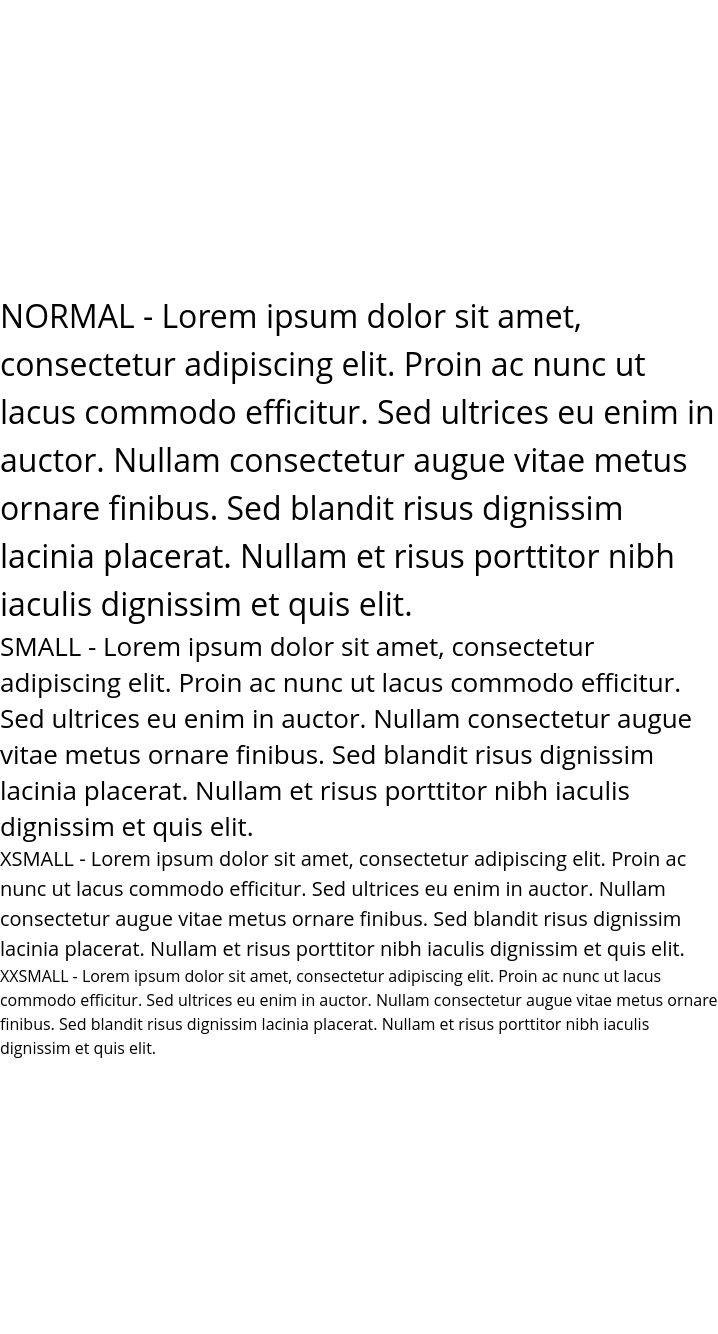 NORMAL - Lorem ipsum dolor sit amet,
consectetur adipiscing elit. Proin ac nunc ut
lacus commodo efficitur. Sed ultrices eu enim in
auctor. Nullam consectetur augue vitae metus
ornare finibus. Sed blandit risus dignissim
lacinia placerat. Nullam et risus porttitor nibh
iaculis dignissim et quis elit.
SMALL - Lorem ipsum dolor sit amet, consectetur
adipiscing elit. Proin ac nunc ut lacus commodo efficitur.
Sed ultrices eu enim in auctor. Nullam consectetur augue
vitae metus ornare finibus. Sed blandit risus dignissim
lacinia placerat. Nullam et risus porttitor nibh iaculis
dignissim et quis elit.
XSMALL - Lorem ipsum dolor sit amet, consectetur adipiscing elit. Proin ac
nunc ut lacus commodo efficitur. Sed ultrices eu enim in auctor. Nullam
consectetur augue vitae metus ornare finibus. Sed blandit risus dignissim
lacinia placerat. Nullam et risus porttitor nibh iaculis dignissim et quis elit.
XXSMALL - Lorem ipsum dolor sit amet, consectetur adipiscing elit. Proin ac nunc ut lacus
commodo efficitur. Sed ultrices eu enim in auctor. Nullam consectetur augue vitae metus ornare
finibus. Sed blandit risus dignissim lacinia placerat. Nullam et risus porttitor nibh iaculis
dignissim et quis elit.